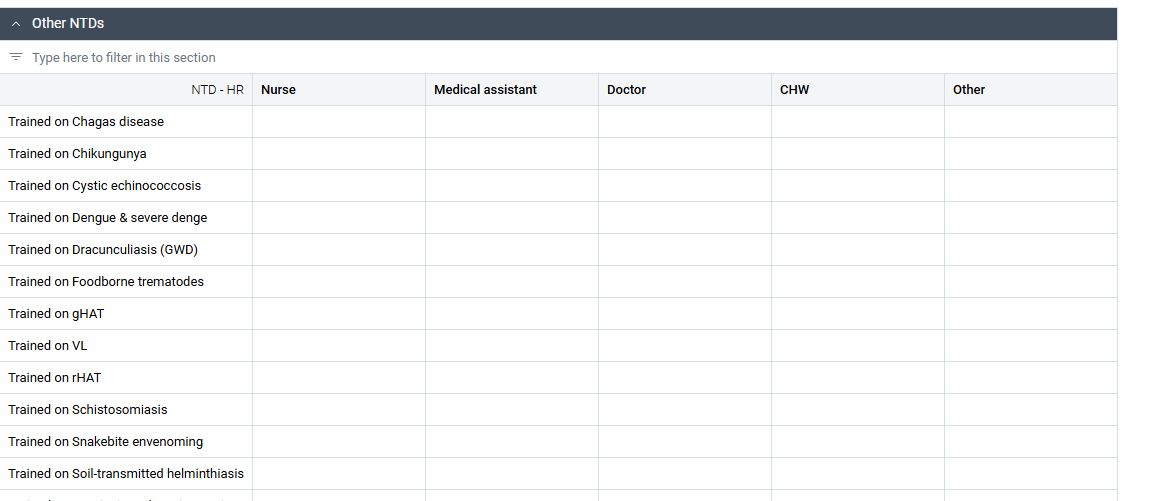 Other NTDs
Type here to filter in this section
NTD - HR Nurse Medical assistant Doctor CHW Other
Trained on Chagas disease
Trained on Chikungunya
Trained on Cystic echinococcosis
Trained on Dengue & severe denge
Trained on Dracunculiasis (GWD)
Trained on Foodborne trematodes
Trained on gHAT
Trained on VL
Trained on rHAT
Trained on Schistosomiasis
Trained on Snakebite envenoming
Trained on Soil-transmitted helminthiasis